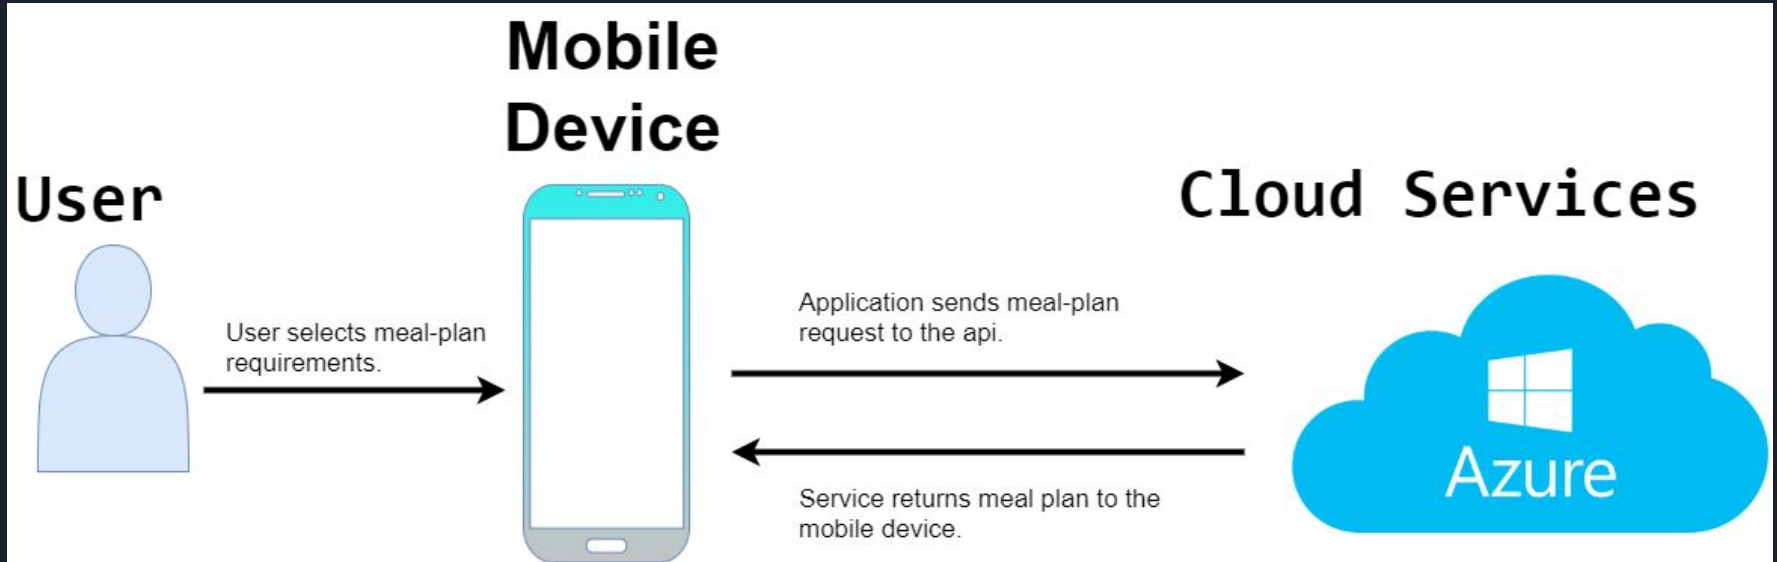 Mobile
Device
User
Cloud Services
User selects meal-plan
requirements.
Application sends meal-plan
request to the api.
Service returns meal plan to the
mobile device.
Azure